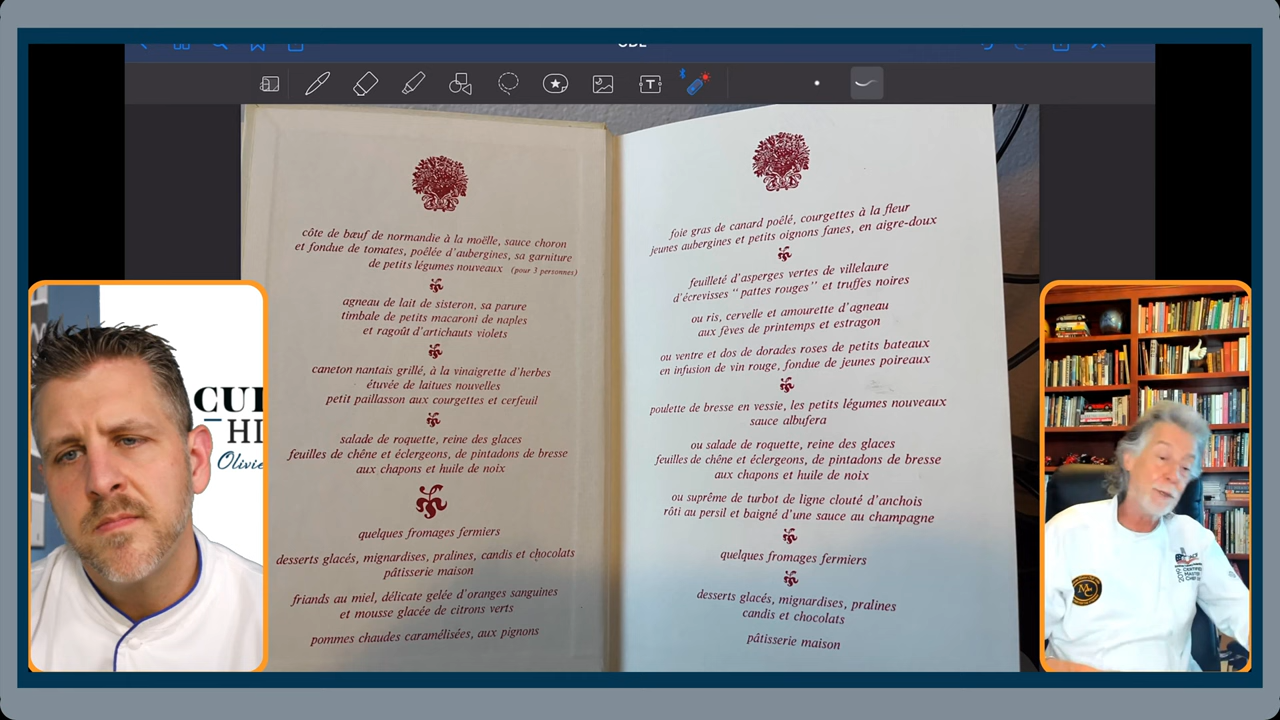 côte de bœuf de normandie à la moëlle, sauce choron
et fondue de tomates, poêlée d'aubergines, sa garniture
de petits légumes nouveaux (pour 3 personnes)
agneau de lait de sisteron, sa parure
timbale de petits macaroni de naples
et ragoût d'artichauts violets
caneton nantais grillé, à la vinaigrette d'herbes
étuvée de laitues nouvelles
petit paillasson aux courgettes et cerfeuil
salade de roquette, reine des glaces
feuilles de chêne et éclergeons, de pintadons de bresse
aux chapons et huile de noix
quelques fromages fermiers
desserts glacés, mignardises, pralines, candis et chocolats
pâtisserie maison
friands au miel, délicate gelée d'oranges sanguines
et mousse glacée de citrons verts
pommes chaudes caramélisées, aux pignons
foie gras de canard poêlé, courgettes à la fleur
jeunes aubergines et petits oignons fanes, en aigre-doux
feuilleté d'asperges vertes de villelaure
d'écrevisses "pattes rouges" et truffes noires
ou ris, cervelle et amourette d'agneau
aux fèves de printemps et estragon
ou ventre et dos de dorades roses de petits bateaux
en infusion de vin rouge, fondue de jeunes poireaux
poulette de bresse en vessie, les petits légumes nouveaux
sauce albufera
ou salade de roquette, reine des glaces
feuilles de chêne et éclergeons, de pintadons de bresse
aux chapons et huile de noix
ou suprême de turbot de ligne clouté d'anchois
rôti au persil et baigné d'une sauce au champagne
quelques fromages fermiers
desserts glacés, mignardises, pralines
candis et chocolats
pâtisserie maison
CUI
HI
Olivie
T